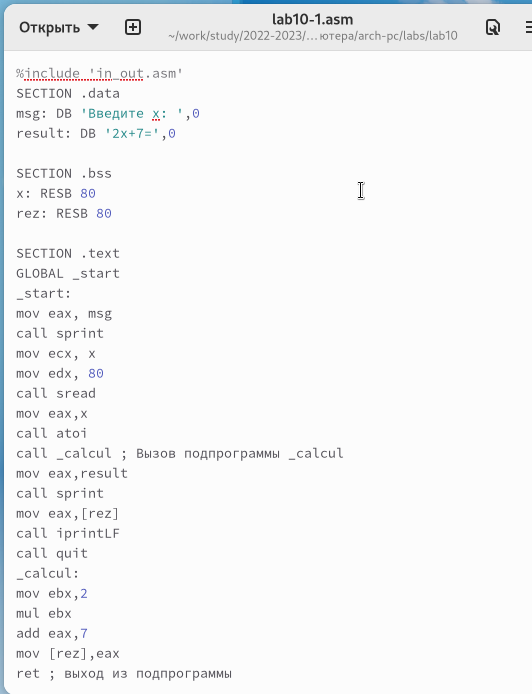 Открыть
lab10-1.asm
~/work/study/2022-2023/...ютера/arch-pc/labs/lab10
%include 'in_out.asm'
SECTION .data
msg: DB 'Введите x: ',0
result: DB '2x+7=',0
SECTION .bss
x: RESB 80
rez: RESB 80
SECTION .text
GLOBAL _start
_start:
mov eax, msg
call sprint
mov ecx, x
mov edx, 80
call sread
mov eax,x
call atoi
call _calcul ; Вызов подпрограммы _calcul
mov eax,result
call sprint
mov eax,[rez]
call iprintLF
call quit
_calcul:
mov ebx,2
mul ebx
add eax,7
mov [rez],eax
ret ; выход из подпрограммы